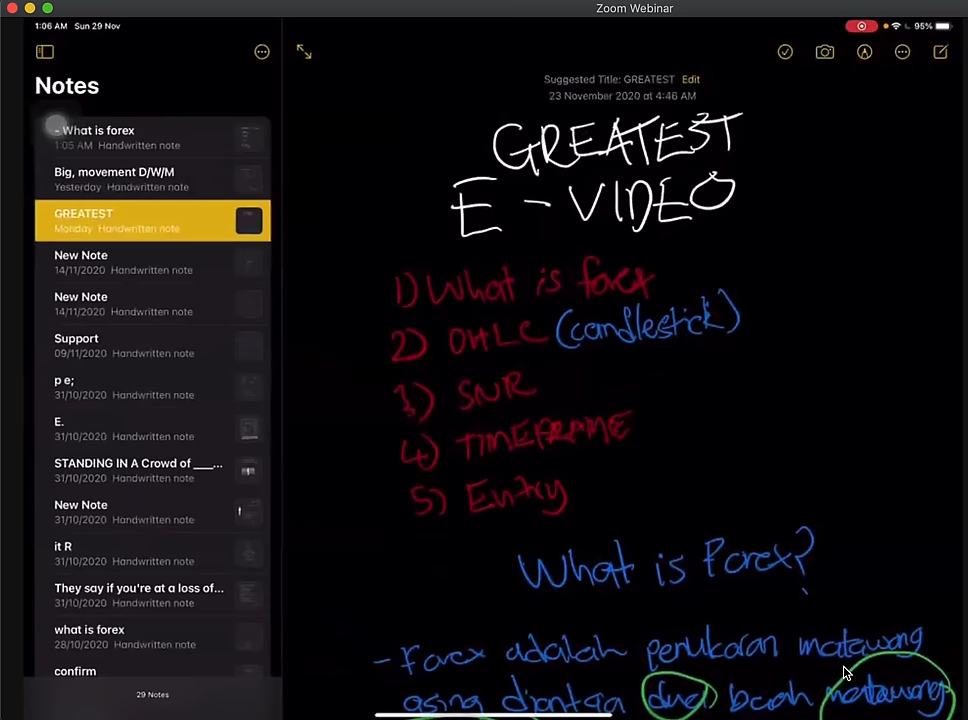 Zoom Webinar
1:06 AM Sun 29 Nov
95%
Notes
- What is forex
1:05 AM Handwritten note
Big, movement D/W/M
Yesterday Handwritten note
GREATEST
Monday Handwritten note
New Note
14/11/2020 Handwritten note
New Note
14/11/2020 Handwritten note
Support
09/11/2020 Handwritten note
p e;
31/10/2020 Handwritten note
E.
31/10/2020 Handwritten note
STANDING IN A Crowd of ____...
31/10/2020 Handwritten note
New Note
31/10/2020 Handwritten note
it R
31/10/2020 Handwritten note
They say if you're at a loss of...
31/10/2020 Handwritten note
what is forex
28/10/2020 Handwritten note
confirm
29 Notes
Suggested Title: GREATEST Edit
23 November 2020 at 4:46 AM
GREATEST
E - VIDEO
1) What is forex
2) OHLC (candlestick)
3) SNR
4) TIMEFRAME
5) Entry
What is Forex?
- Forex adalah penukaran matawang
asing diantara dua buah matawang